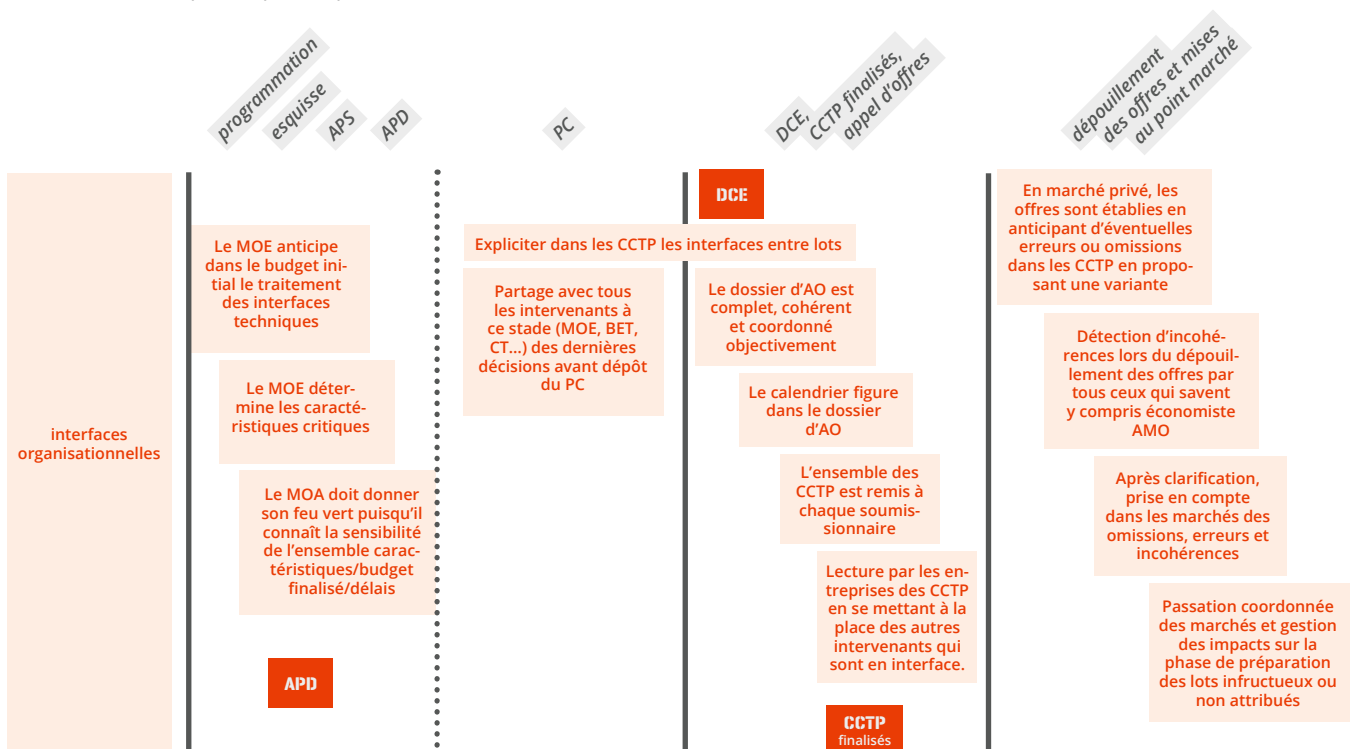 programmation
esquisse
APS
APD
PC
DCE,
CCTP finalisés,
appel d'offres
dépouillement
des offres et mises
au point marché
interfaces
organisationnelles
Le MOE anticipe
dans le budget ini-
tial le traitement
des interfaces
techniques
Le MOE déter-
mine les caracté-
ristiques critiques
Le MOA doit donner
son feu vert puisqu'il
connaît la sensibilité
de l'ensemble carac-
téristiques/budget
finalisé/délais
APD
Expliciter dans les CCTP les interfaces entre lots
Partage avec tous
les intervenants à
ce stade (MOE, BET,
CT...) des dernières
décisions avant dépôt
du PC
DCE
Le dossier d'AO est
complet, cohérent
et coordonné
objectivement
Le calendrier figure
dans le dossier
d'AO
L'ensemble des
CCTP est remis à
chaque soumis-
sionnaire
Lecture par les en-
treprises des CCTP
en se mettant à la
place des autres
intervenants qui
sont en interface.
CCTP
finalisés
En marché privé, les
offres sont établies en
anticipant d'éventuelles
erreurs ou omissions
dans les CCTP en propo-
sant une variante
Détection d'incohé-
rences lors du dépouil-
lement des offres par
tous ceux qui savent
y compris économiste
AMO
Après clarification,
prise en compte
dans les marchés des
omissions, erreurs et
incohérences
Passation coordonnée
des marchés et gestion
des impacts sur la
phase de préparation
des lots infructueux ou
non attribués